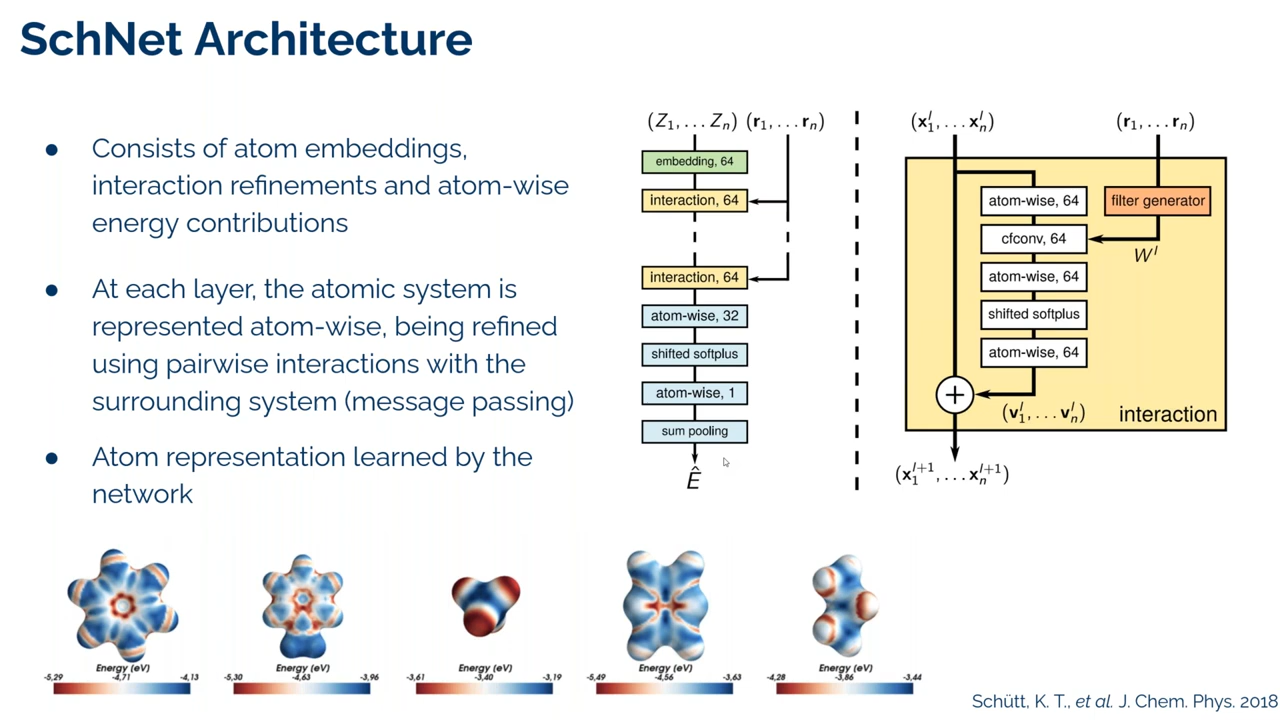 SchNet Architecture
● Consists of atom embeddings,
interaction refinements and atom-wise
energy contributions
● At each layer, the atomic system is
represented atom-wise, being refined
using pairwise interactions with the
surrounding system (message passing)
● Atom representation learned by the
network
(Z₁, . . . Zₙ) (r₁, . . . rₙ)
embedding, 64
interaction, 64
interaction, 64
atom-wise, 32
shifted softplus
atom-wise, 1
sum pooling
Ê
(x₁ˡ, . . . xₙˡ) (r₁, . . . rₙ)
atom-wise, 64 filter generator
cfconv, 64
Wˡ
atom-wise, 64
shifted softplus
atom-wise, 64
+
(v₁ˡ, . . . vₙˡ) interaction
(x₁ˡ⁺¹, . . . xₙˡ⁺¹)
Energy (eV)
-5,29 -4,71 -4,13
Energy (eV)
-5,30 -4,63 -3,96
Energy (eV)
-3,61 -3,40 -3,19
Energy (eV)
-5,49 -4,56 -3,63
Energy (eV)
-4,28 -3,86 -3,44
Schütt, K. T., et al. J. Chem. Phys. 2018